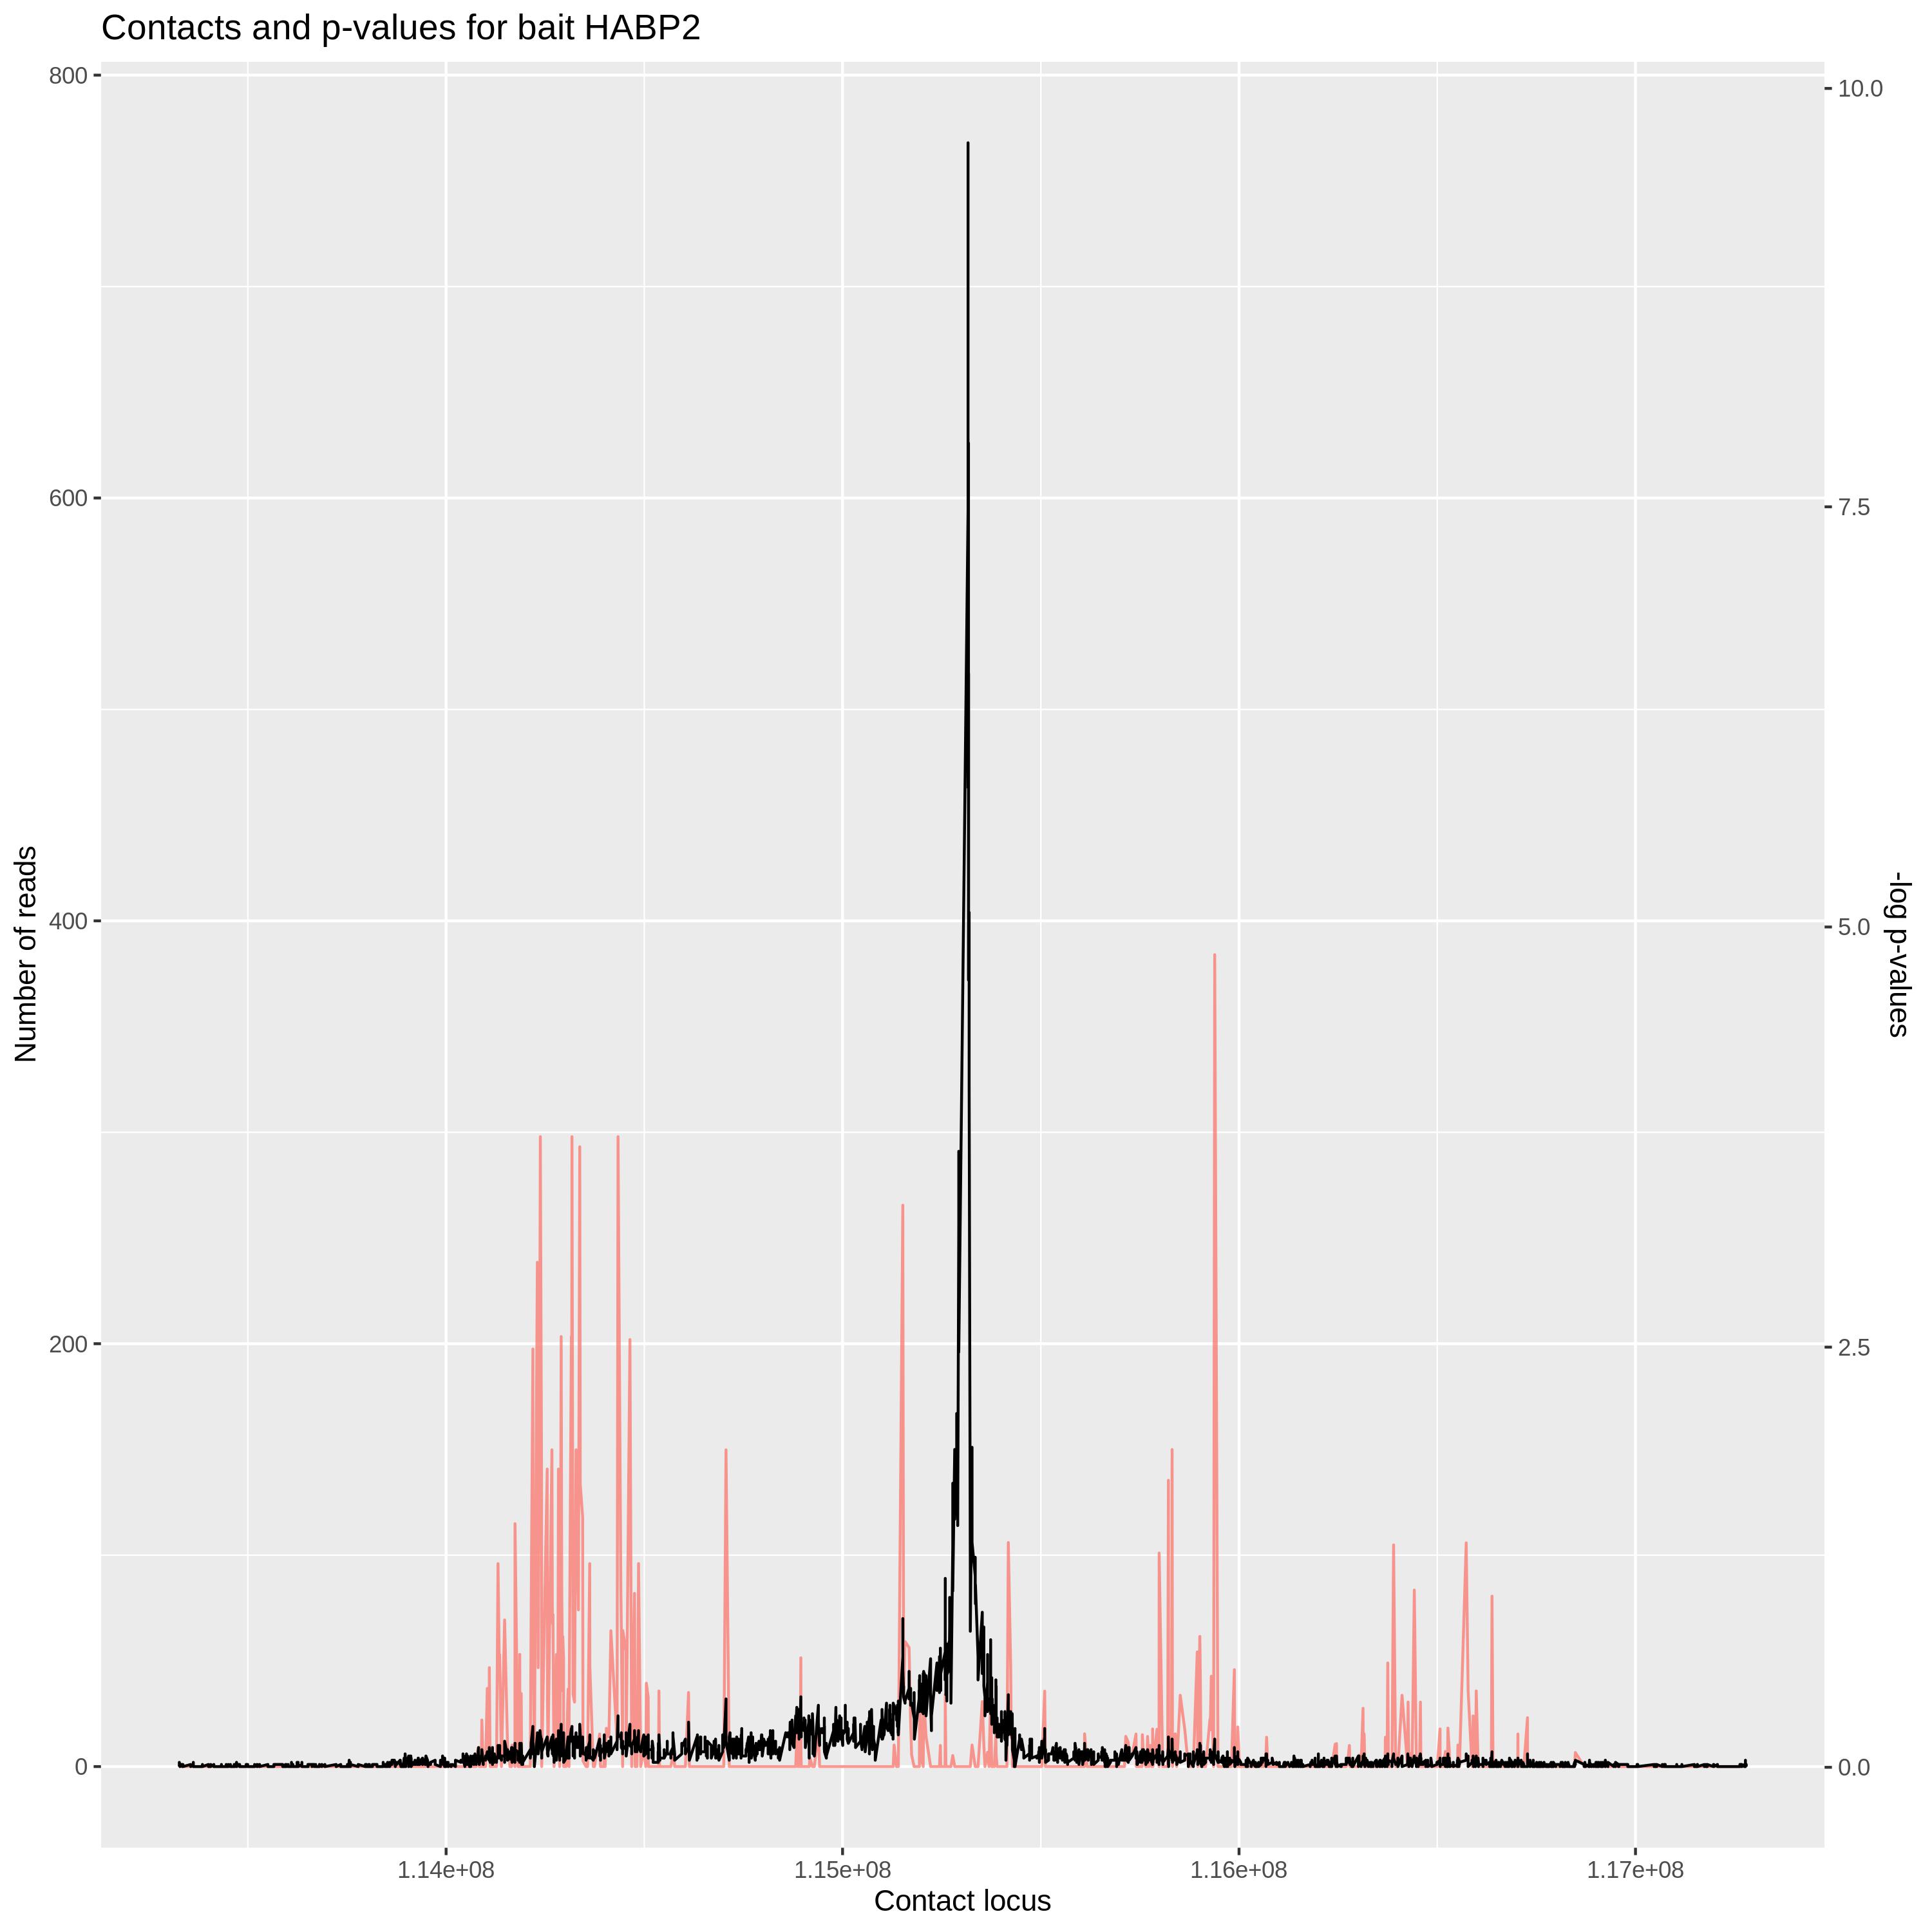 Contacts and p-values for bait HABP2
800
600
400
200
0
Number of reads
10.0
7.5
5.0
2.5
0.0
-log p-values
1.14e+08
1.15e+08
1.16e+08
1.17e+08
Contact locus